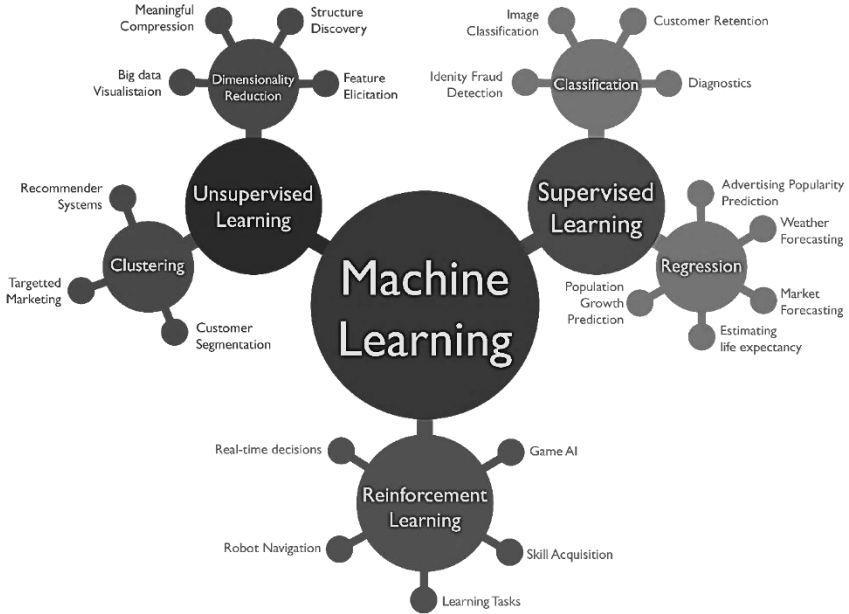 Meaningful
Compression
Structure
Discovery
Big data
Visualistaion
Dimensionality
Reduction
Feature
Elicitation
Image
Classification
Customer Retention
Idenity Fraud
Detection
Classification
Diagnostics
Unsupervised
Learning
Supervised
Learning
Recommender
Systems
Clustering
Targetted
Marketing
Customer
Segmentation
Machine
Learning
Advertising Popularity
Prediction
Weather
Forecasting
Regression
Population
Growth
Prediction
Market
Forecasting
Estimating
life expectancy
Real-time decisions
Game AI
Reinforcement
Learning
Robot Navigation
Skill Acquisition
Learning Tasks